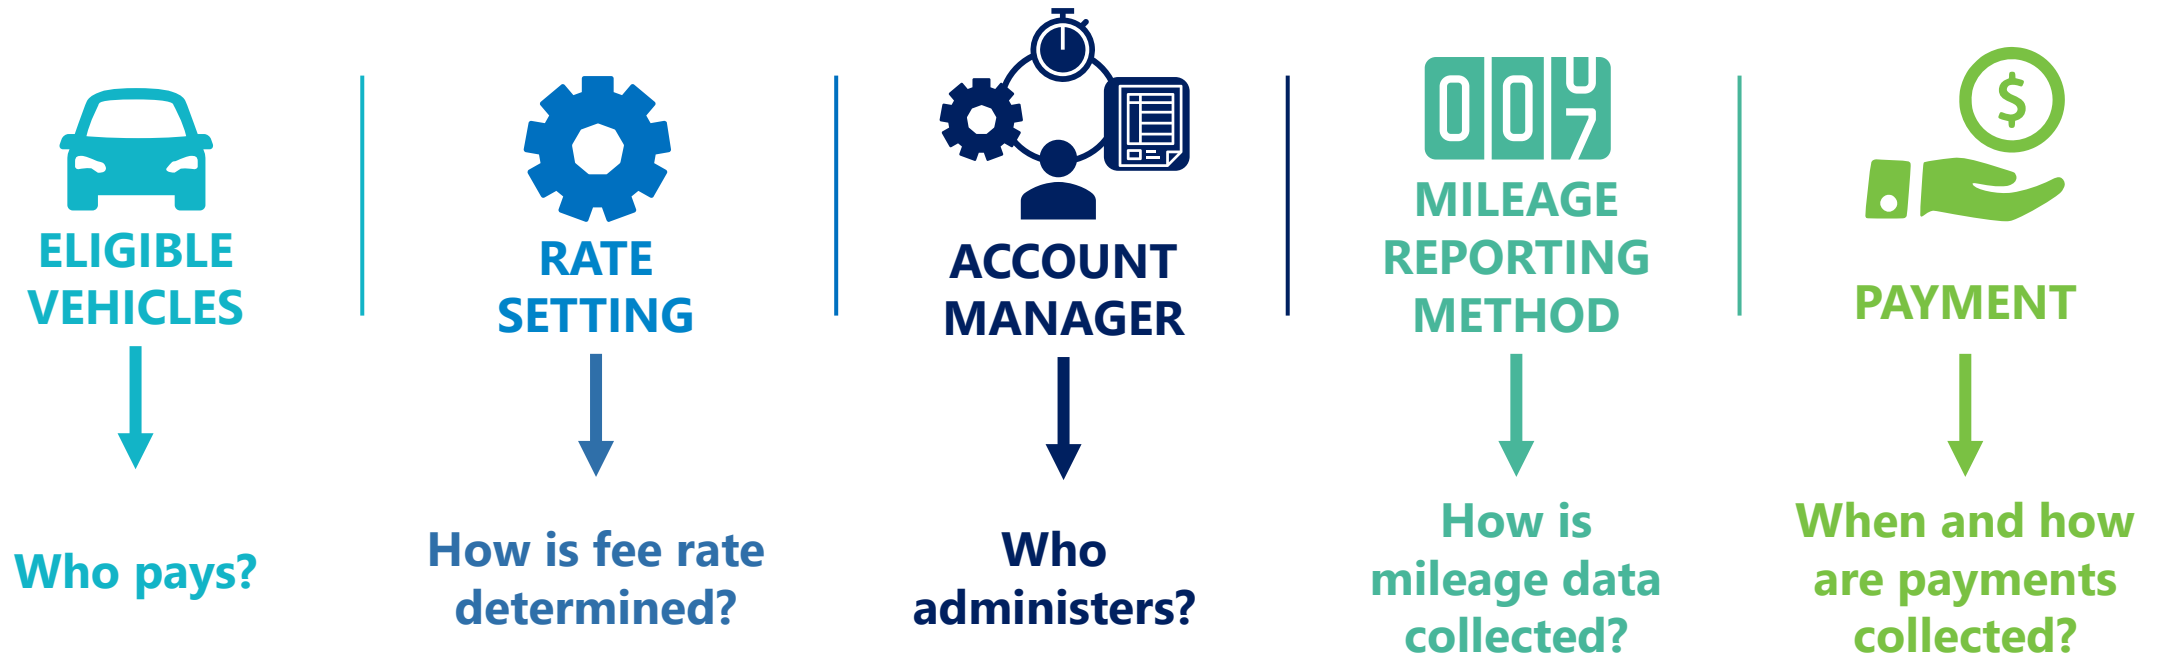 ELIGIBLE
VEHICLES
Who pays?
RATE
SETTING
How is fee rate
determined?
ACCOUNT
MANAGER
Who
administers?
007
MILEAGE
REPORTING
METHOD
How is
mileage data
collected?
$
PAYMENT
When and how
are payments
collected?